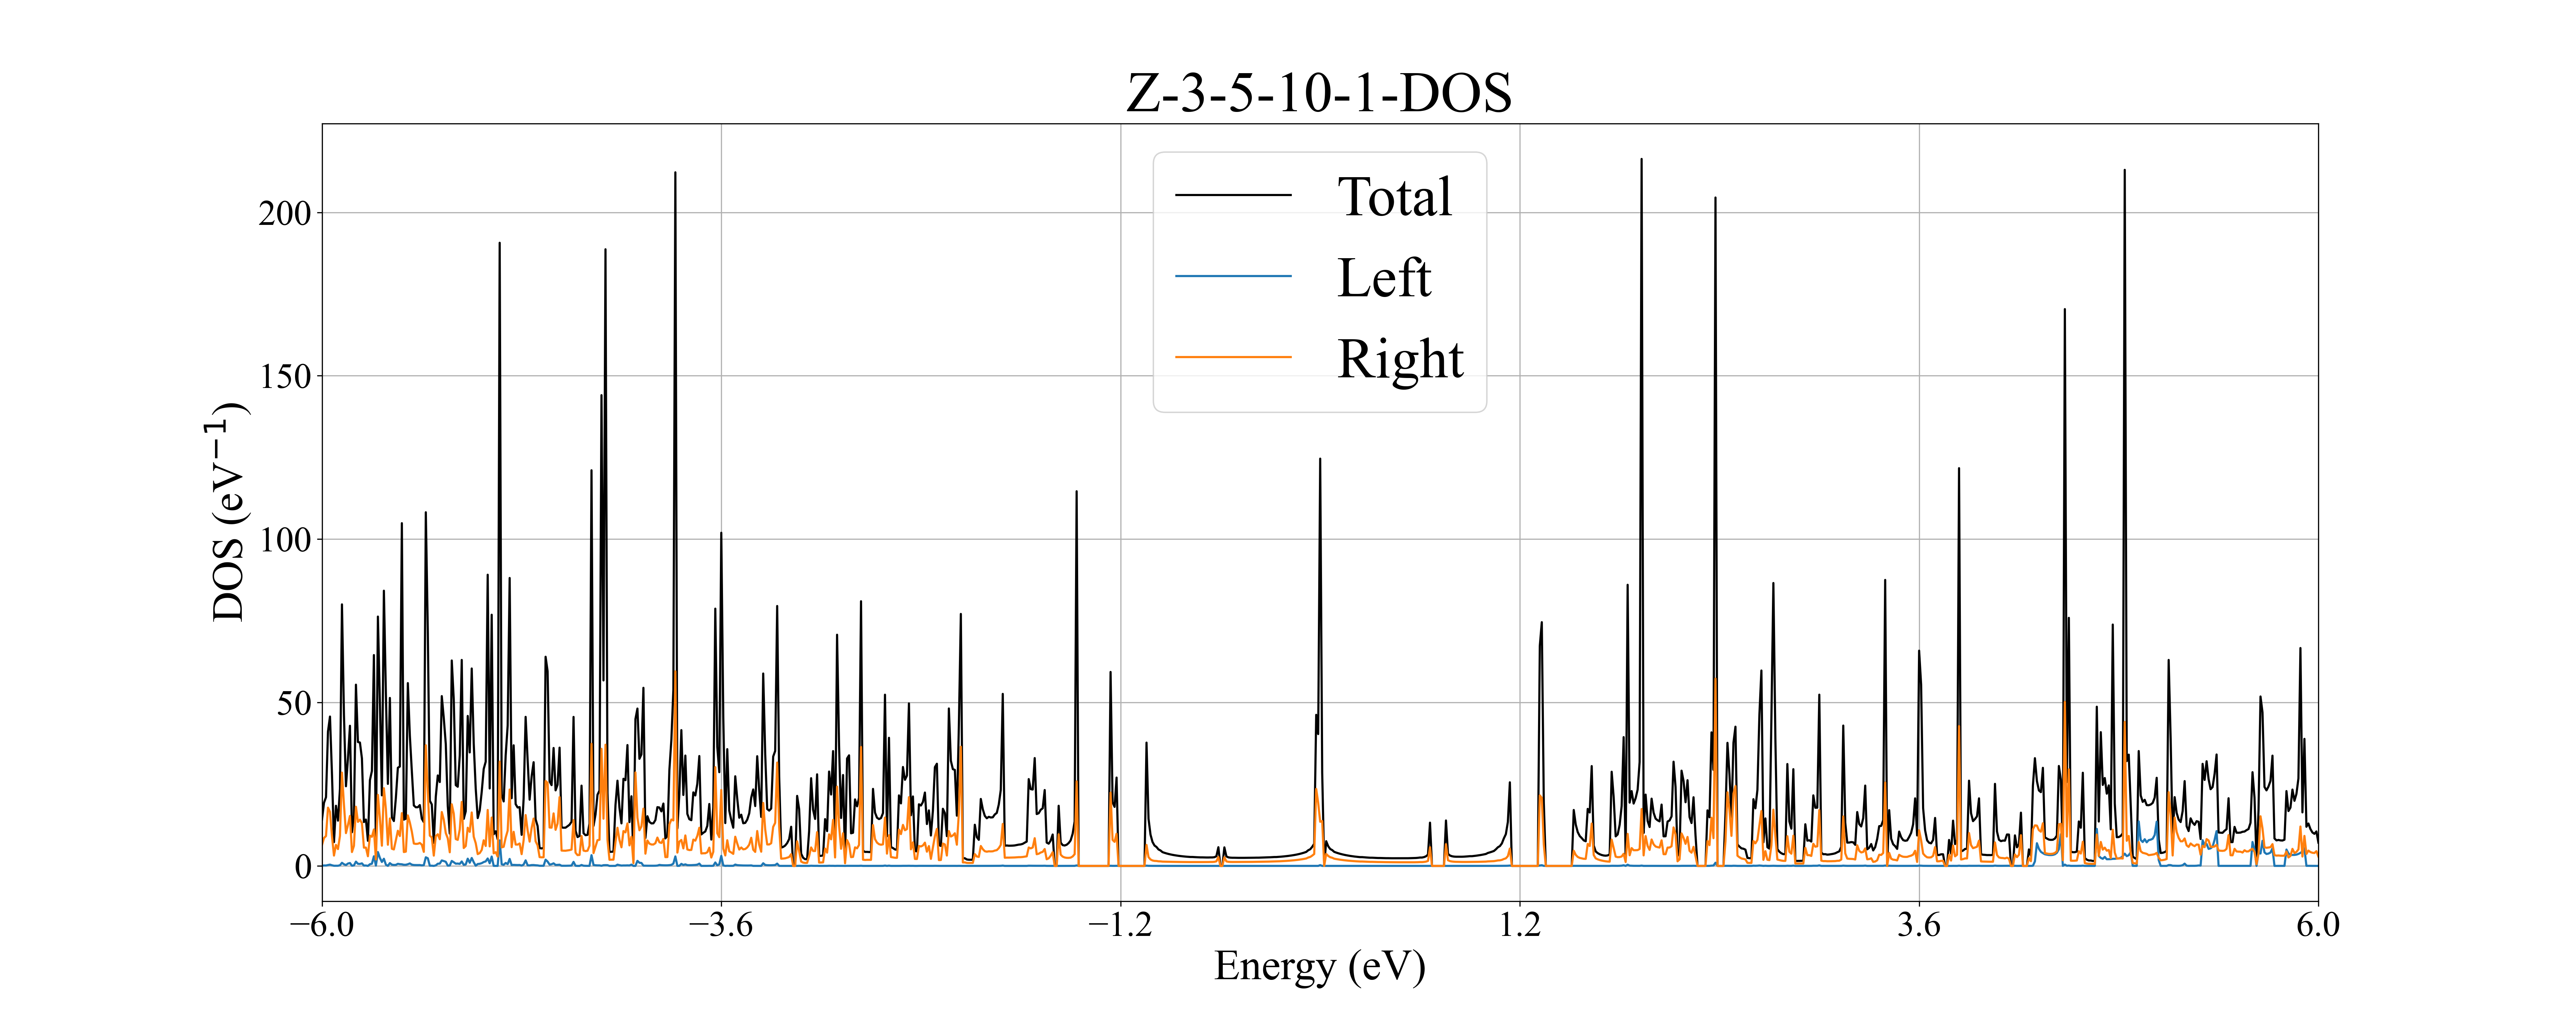 Z-3-5-10-1-DOS
Total
Left
Right
DOS (eV⁻¹)
200
150
100
50
0
−6.0 −3.6 −1.2 1.2 3.6 6.0
Energy (eV)